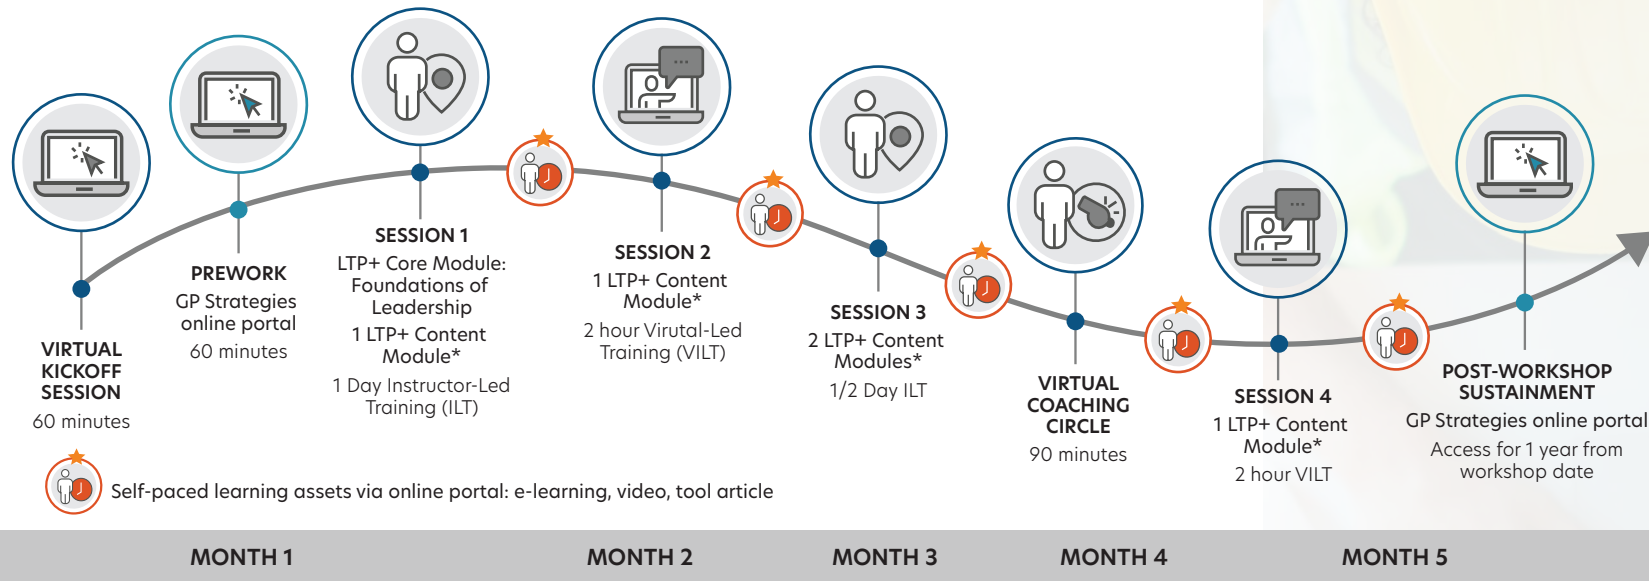 VIRTUAL
KICKOFF
SESSION
60 minutes
PREWORK
GP Strategies
online portal
60 minutes
SESSION 1
LTP+ Core Module:
Foundations of
Leadership
1 LTP+ Content
Module*
1 Day Instructor-Led
Training (ILT)
SESSION 2
1 LTP+ Content
Module*
2 hour Virutal-Led
Training (VILT)
SESSION 3
2 LTP+ Content
Modules*
1/2 Day ILT
VIRTUAL
COACHING
CIRCLE
90 minutes
SESSION 4
1 LTP+ Content
Module*
2 hour VILT
POST-WORKSHOP
SUSTAINMENT
GP Strategies online portal
Access for 1 year from
workshop date
Self-paced learning assets via online portal: e-learning, video, tool article
MONTH 1
MONTH 2
MONTH 3
MONTH 4
MONTH 5